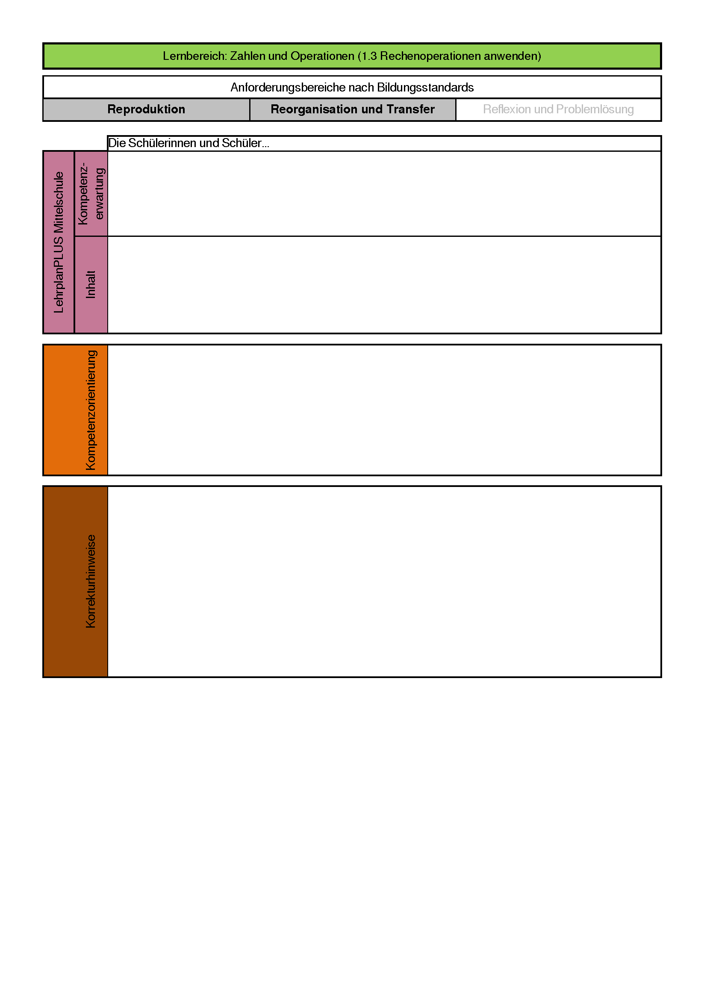 Lernbereich: Zahlen und Operationen (1.3 Rechenoperationen anwenden)
Anforderungsbereiche nach Bildungsstandards
Reproduktion
Reorganisation und Transfer
Reflexion und Problemlösung
Die Schülerinnen und Schüler...
LehrplanPLUS Mittelschule
Kompetenz-
erwartung
Inhalt
Kompetenzorientierung
Korrekturhinweise